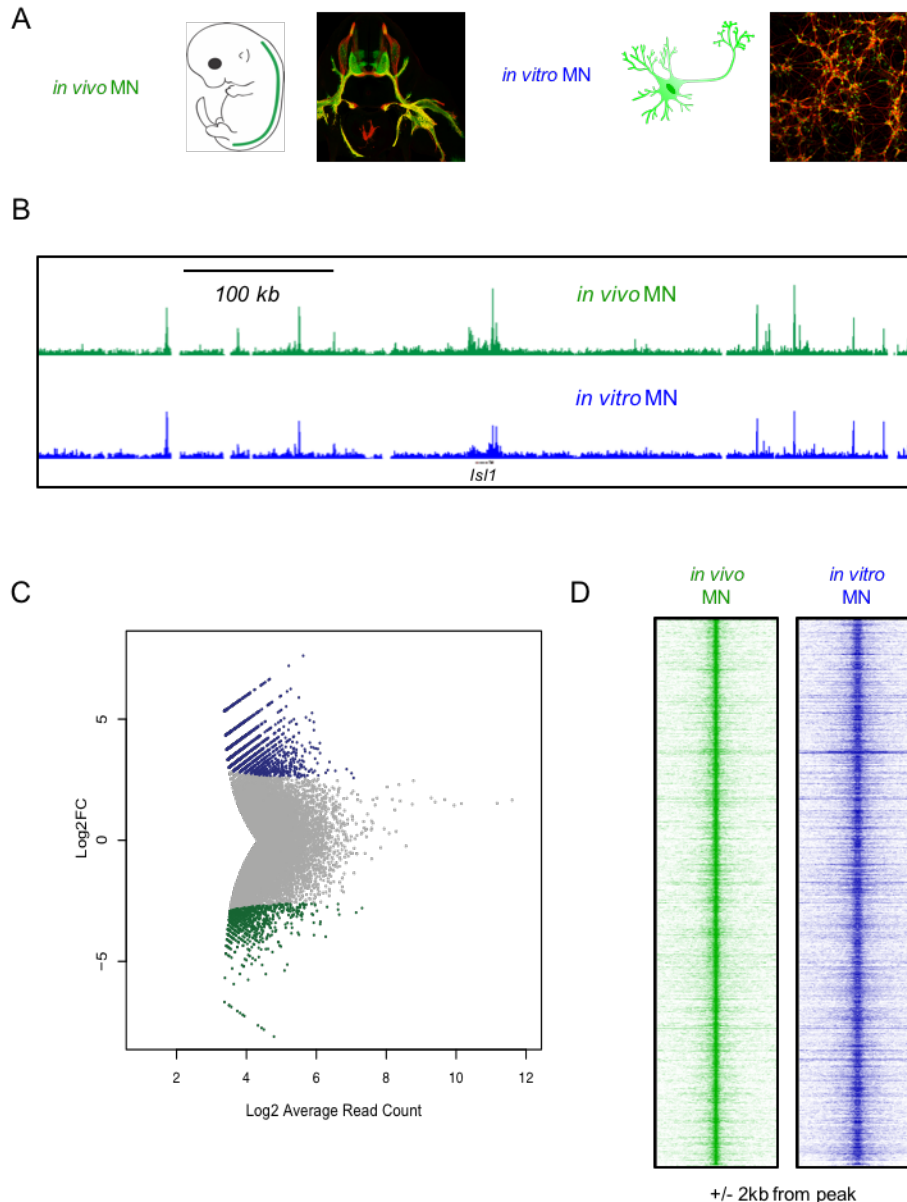 A
in vivo MN
in vitro MN
B
100 kb
in vivo MN
in vitro MN
Isl1
C
5
0
−5
Log2FC
2 4 6 8 10 12
Log2 Average Read Count
D
in vivo
MN
in vitro
MN
+/- 2kb from peak